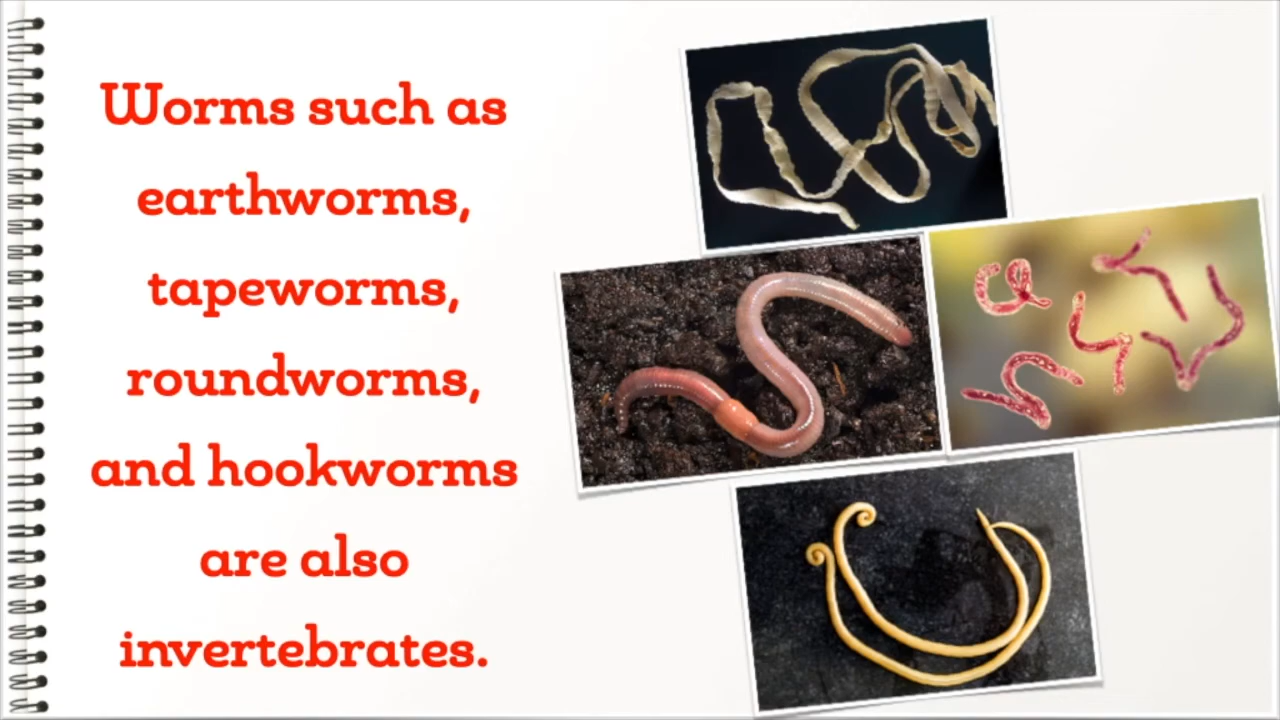 Worms such as
earthworms,
tapeworms,
roundworms,
and hookworms
are also
invertebrates.